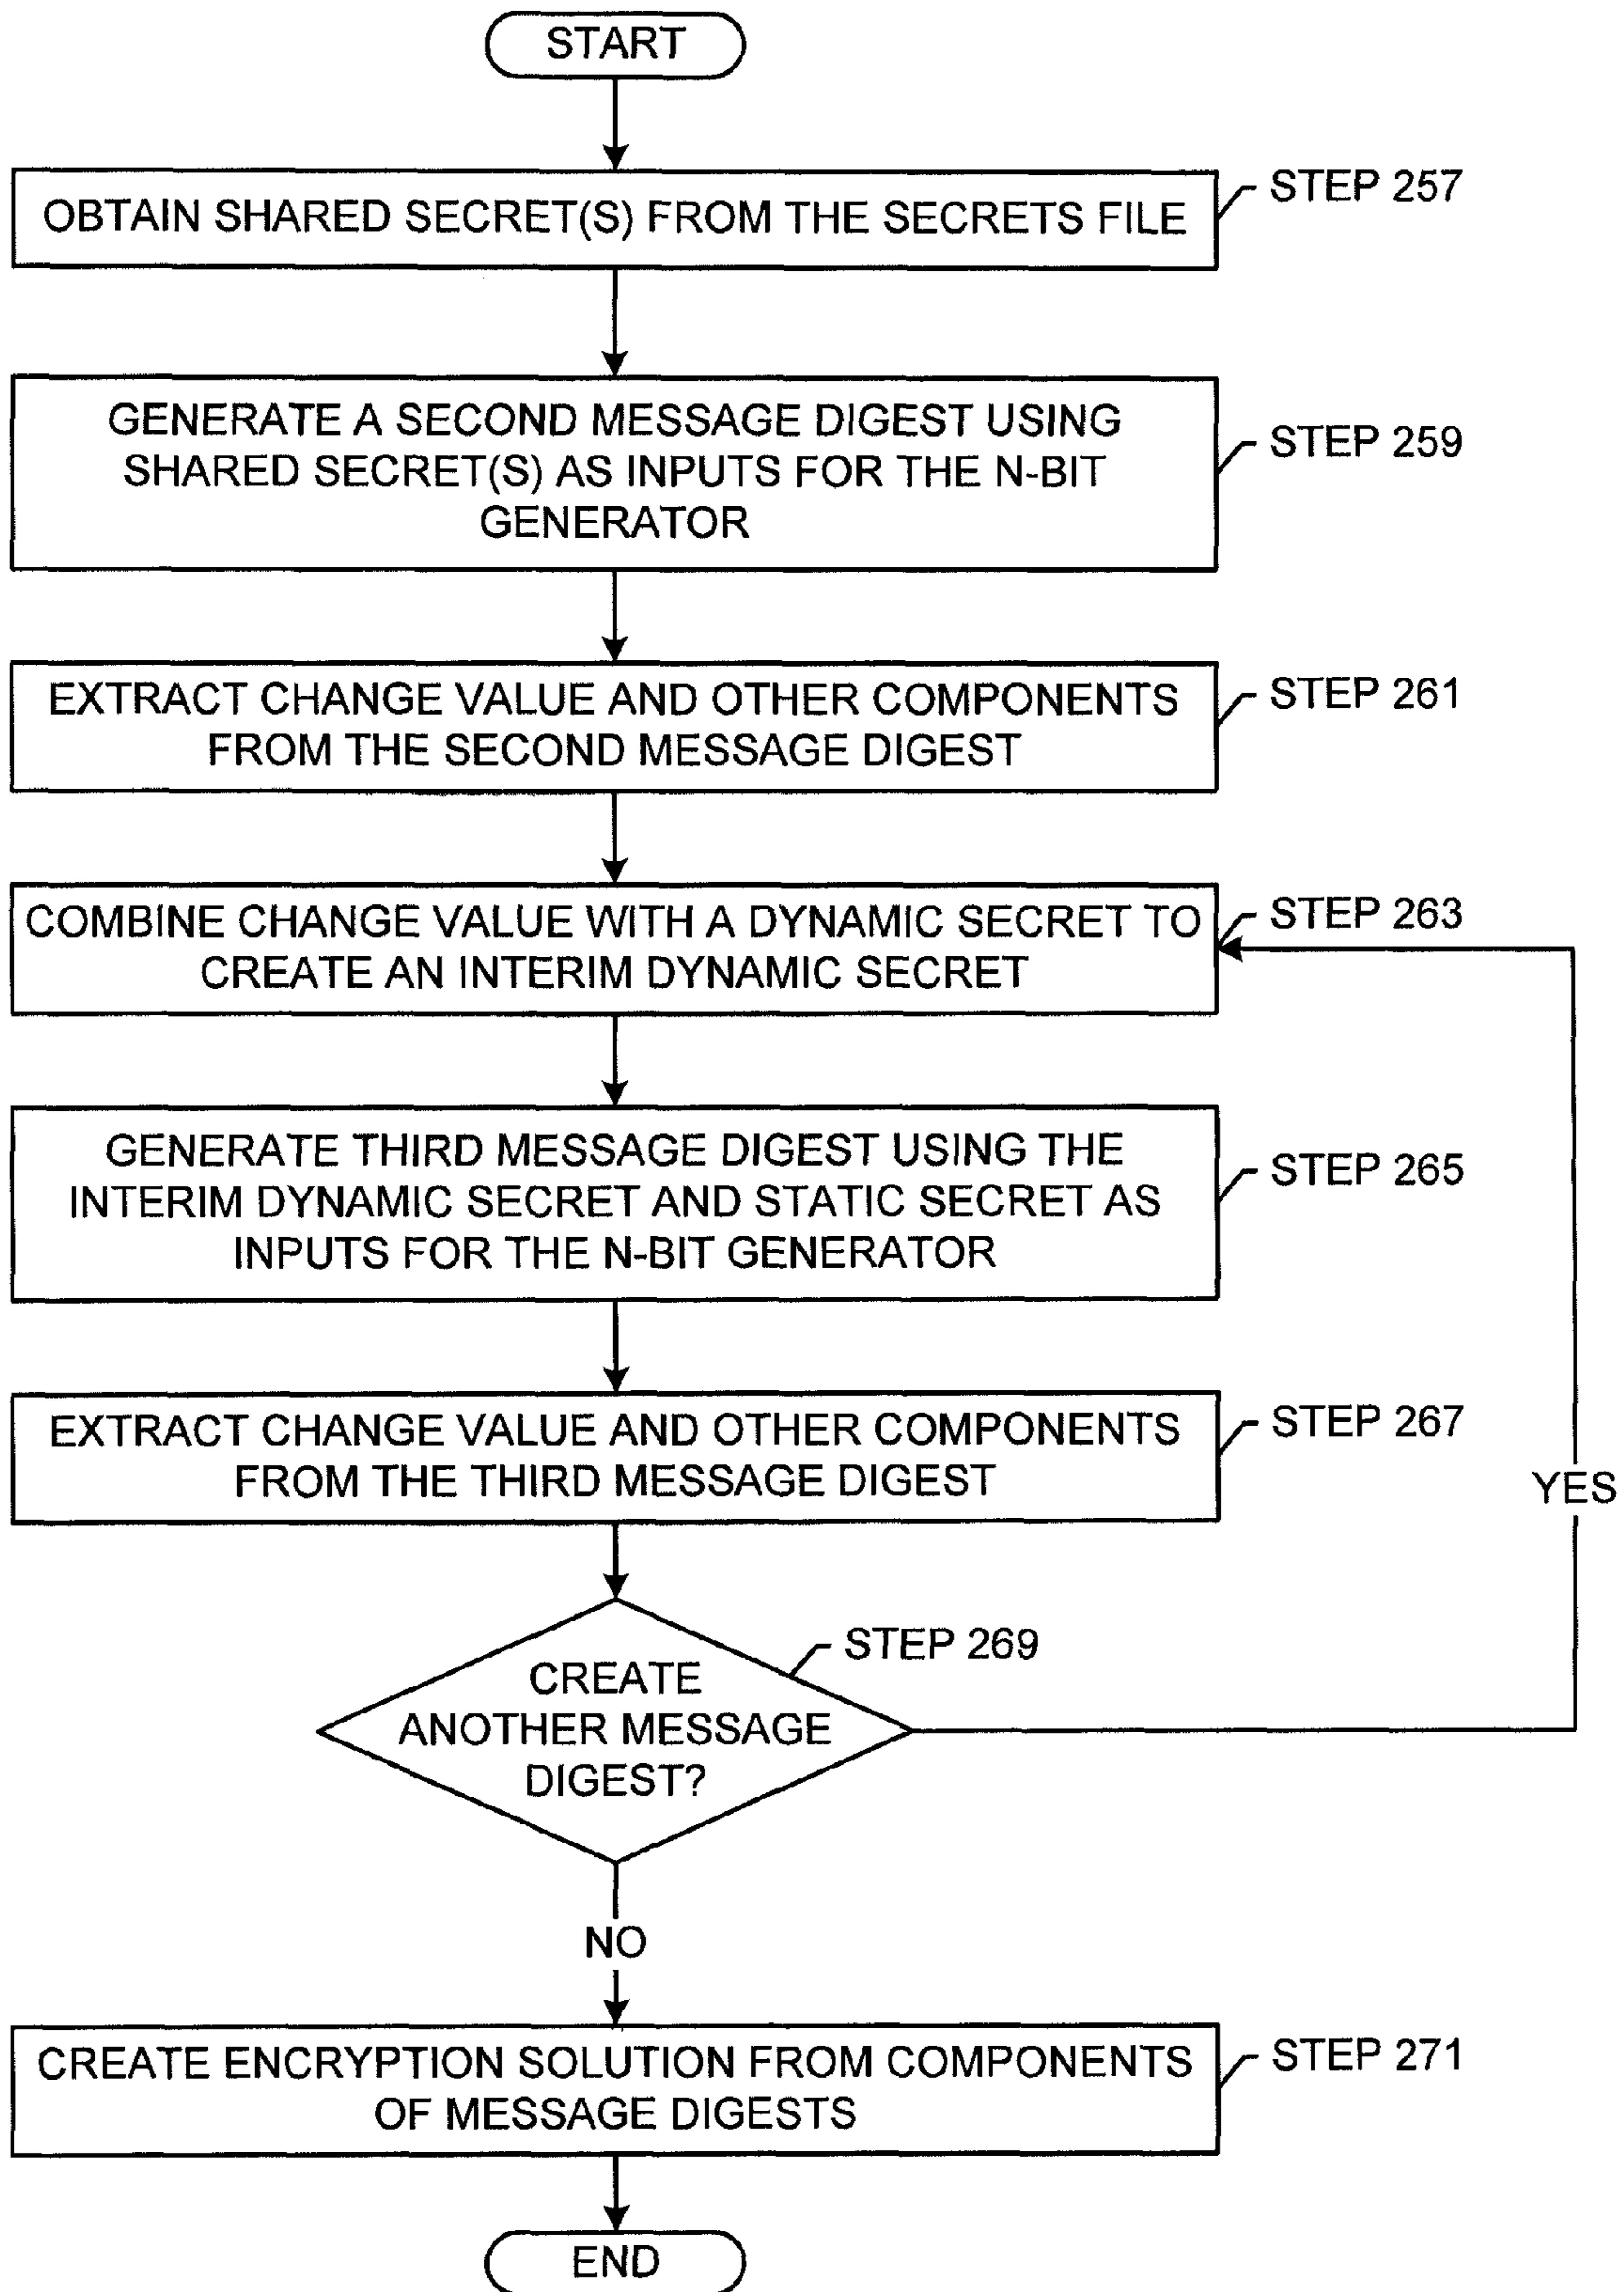 START
OBTAIN SHARED SECRET(S) FROM THE SECRETS FILE
STEP 257
GENERATE A SECOND MESSAGE DIGEST USING
SHARED SECRET(S) AS INPUTS FOR THE N-BIT
GENERATOR
STEP 259
EXTRACT CHANGE VALUE AND OTHER COMPONENTS
FROM THE SECOND MESSAGE DIGEST
STEP 261
COMBINE CHANGE VALUE WITH A DYNAMIC SECRET TO
CREATE AN INTERIM DYNAMIC SECRET
STEP 263
GENERATE THIRD MESSAGE DIGEST USING THE
INTERIM DYNAMIC SECRET AND STATIC SECRET AS
INPUTS FOR THE N-BIT GENERATOR
STEP 265
EXTRACT CHANGE VALUE AND OTHER COMPONENTS
FROM THE THIRD MESSAGE DIGEST
STEP 267
YES
CREATE
ANOTHER MESSAGE
DIGEST?
STEP 269
NO
CREATE ENCRYPTION SOLUTION FROM COMPONENTS
OF MESSAGE DIGESTS
STEP 271
END